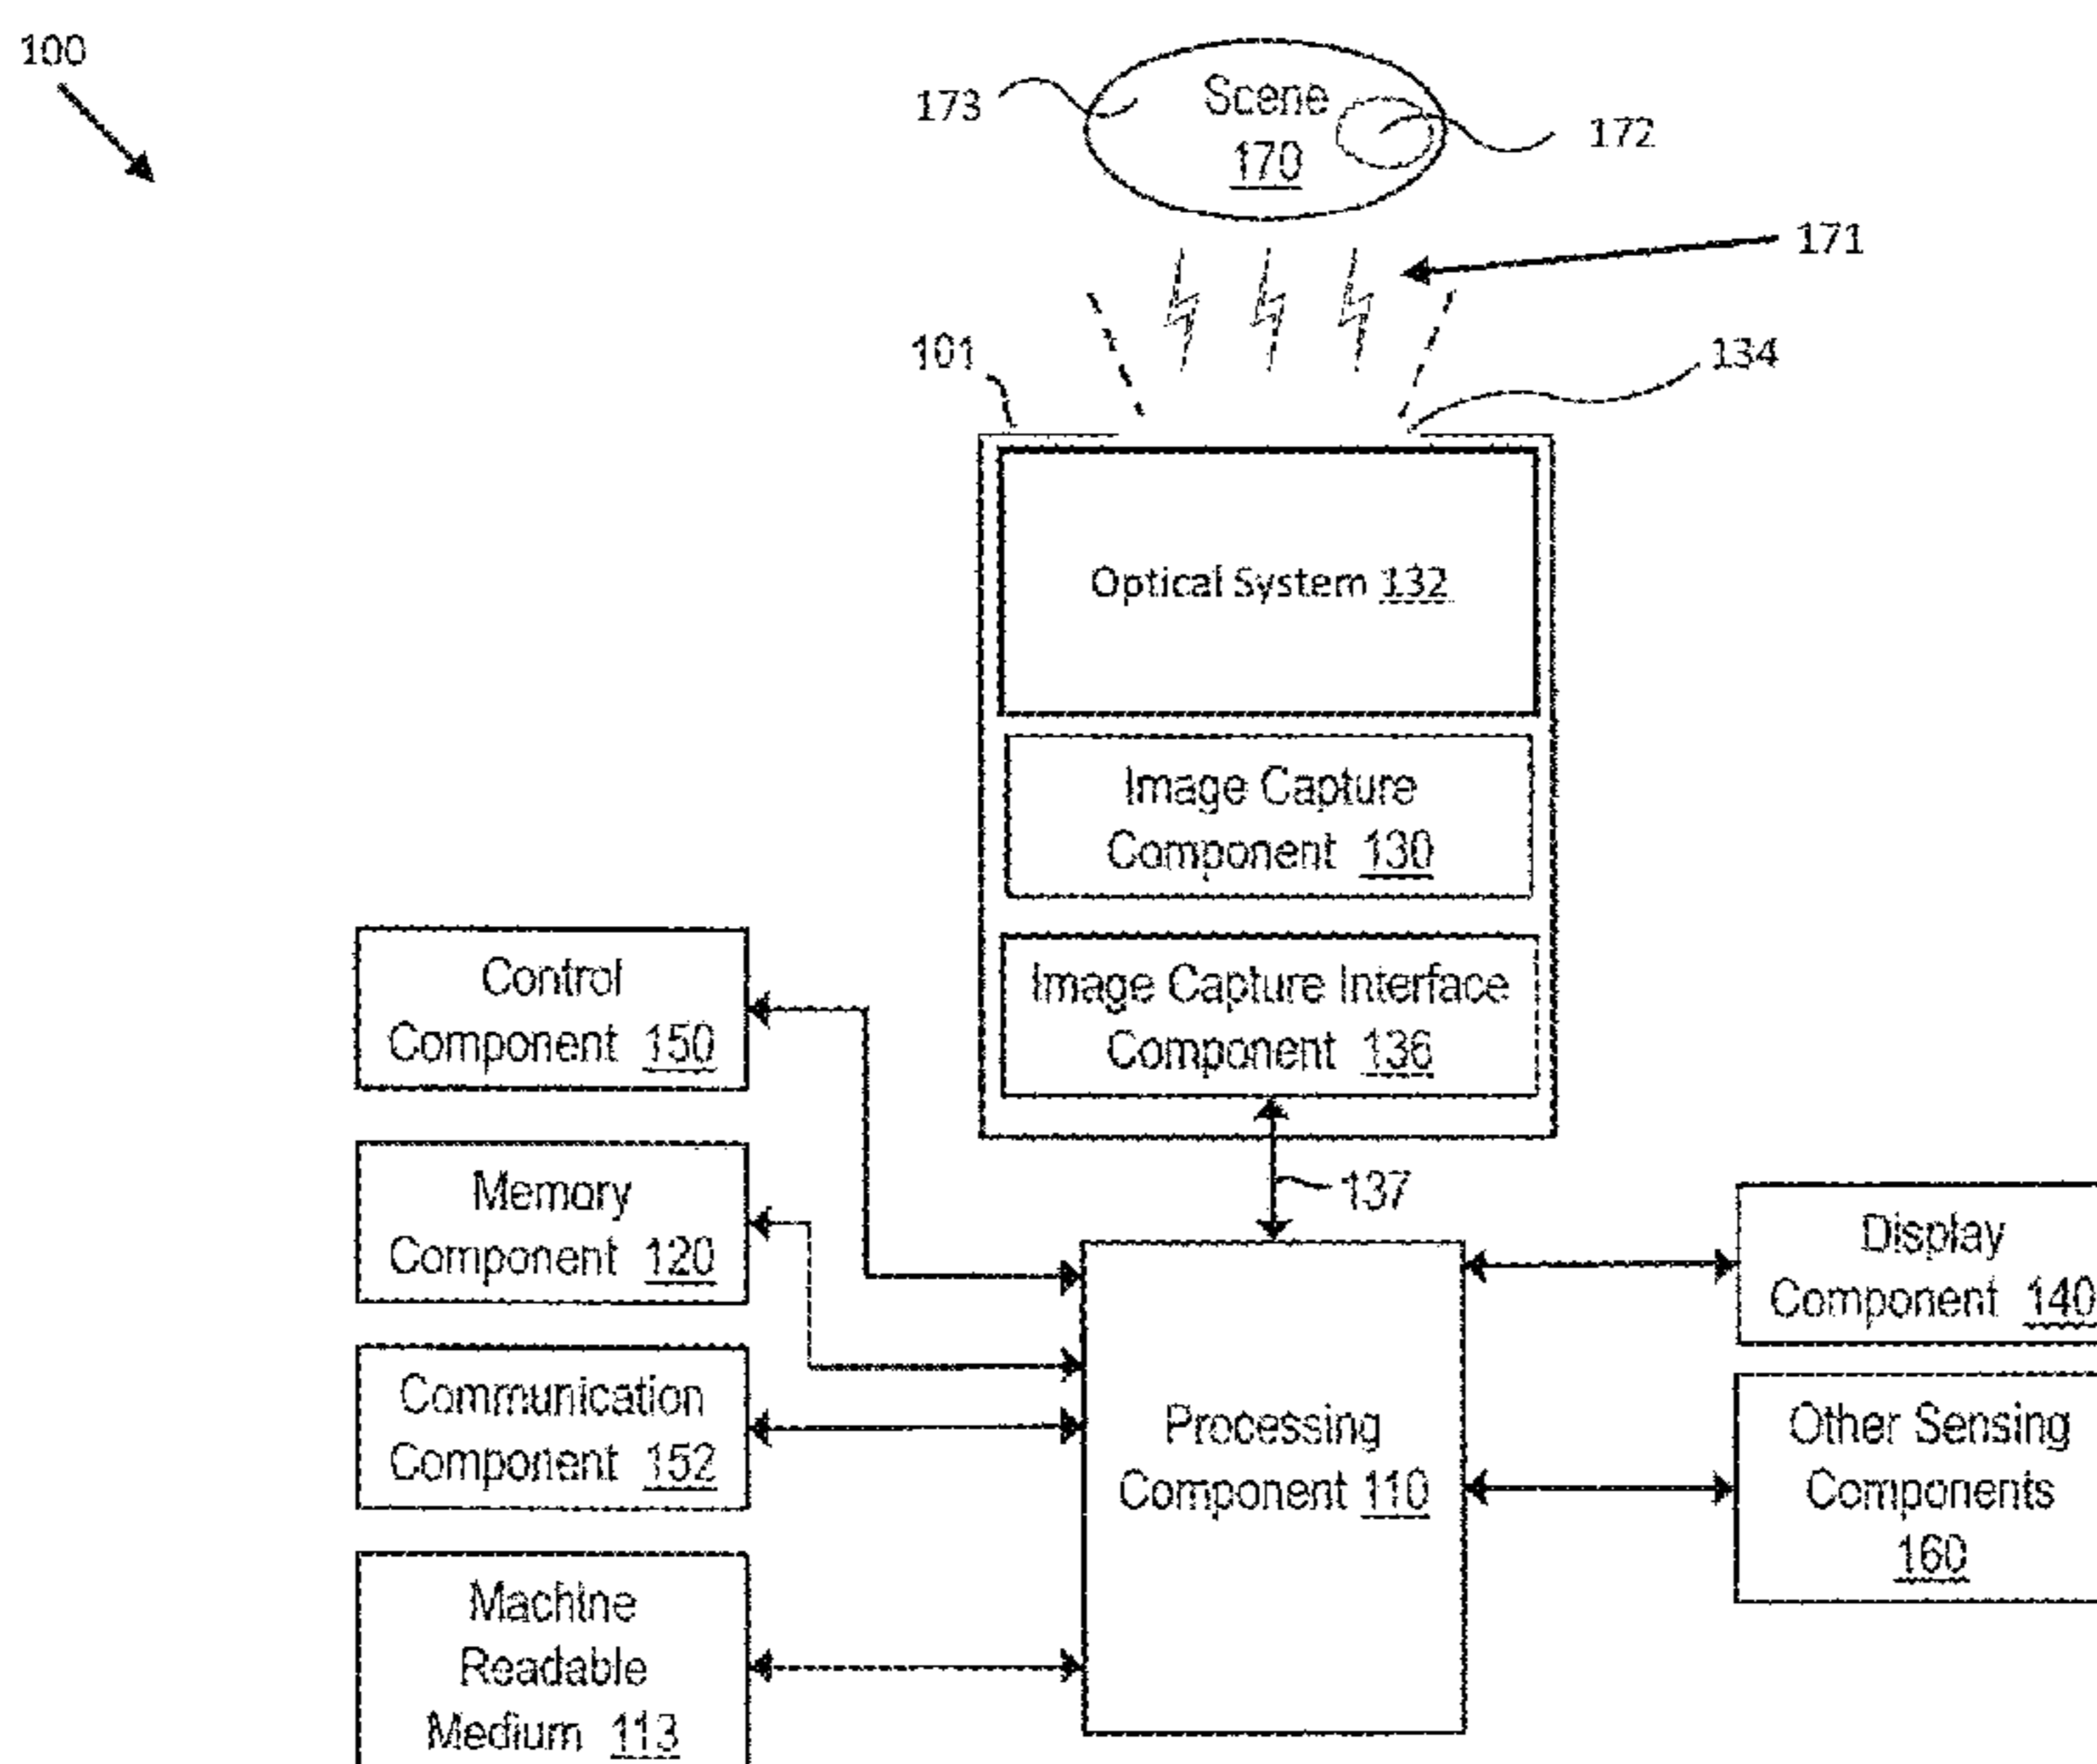 100
Scene
173
172
170
171
101
134
Optical System 132
Image Capture
Component 130
Control
Component 150
Image Capture Interface
Component 136
Memory
Component 120
137
Display
Component 140
Communication
Component 152
Processing
Component 110
Other Sensing
Components
160
Machine
Readable
Medium 113